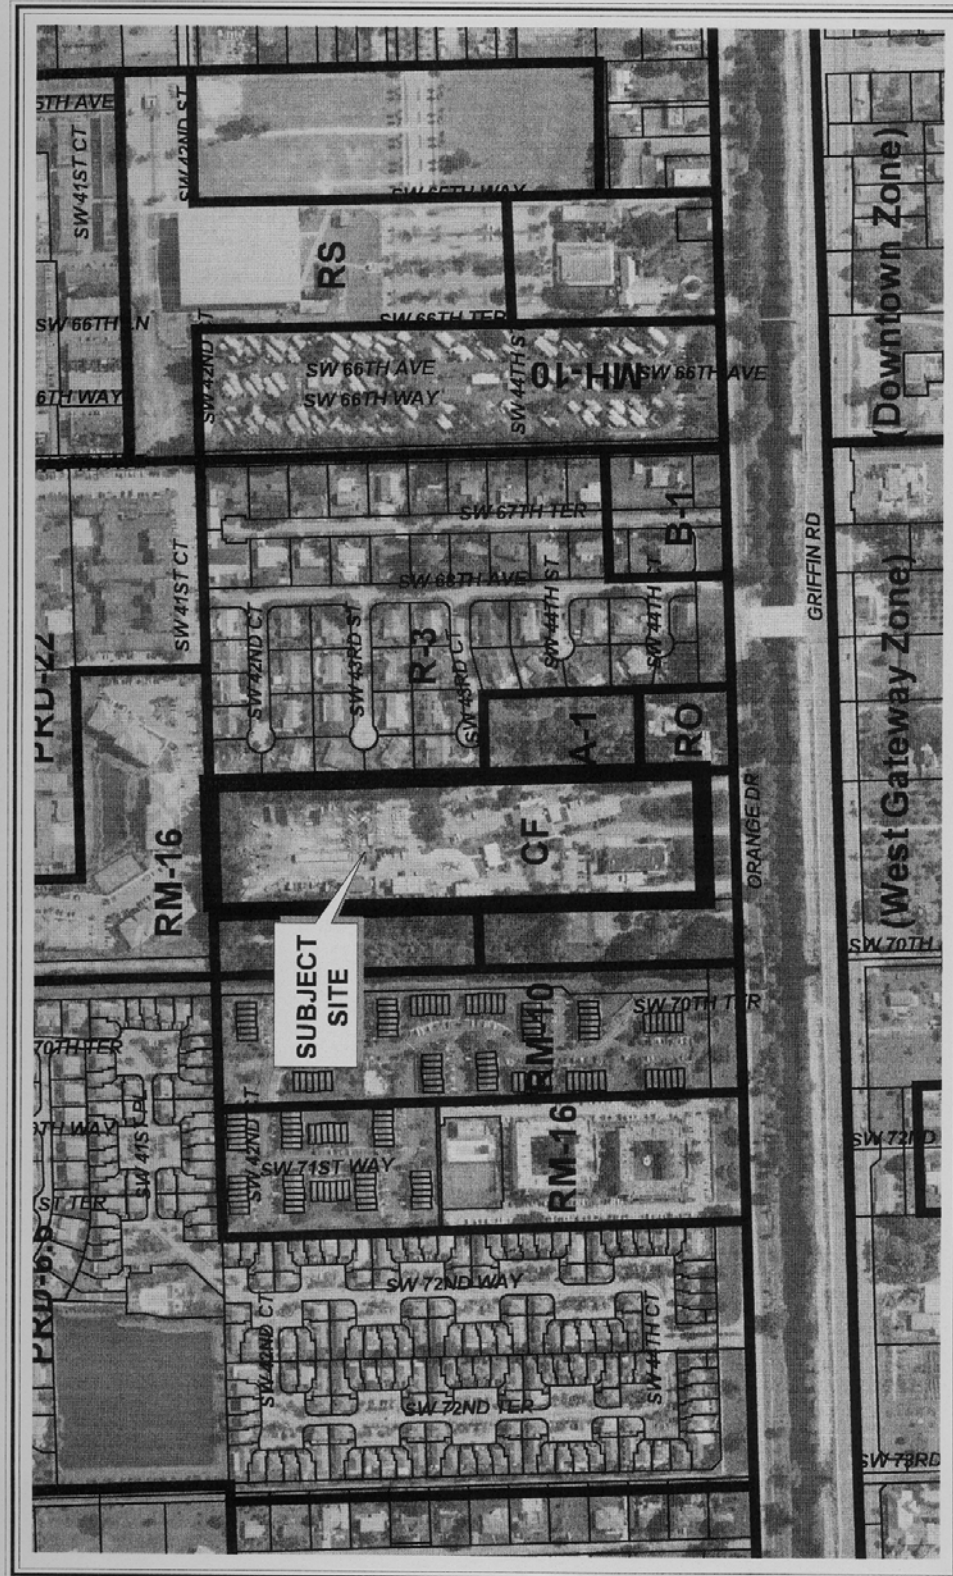 5TH AVE
SW 41ST CT
SW 42ND ST
SW 65TH WAY
RS
SW 66TH LN
SW 66TH TER
SW 42ND ST
SW 66TH AVE
SW 66TH WAY
SW 44TH ST
MH-10
SW 66TH AVE
6TH WAY
(Downtown Zone)
PRD-22
SW 41ST CT
SW 67TH TER
B-1
SW 68TH AVE
SW 42ND CT
SW 43RD ST
R-3
SW 43RD CT
SW 44TH ST
SW 44TH ST
A-1
RO
GRIFFIN RD
(West Gateway Zone)
RM-16
CF
ORANGE DR
SUBJECT
SITE
SW 70TH
70TH TER
RM-10
SW 70TH TER
TH WAY
SW 41ST PL
SW 42ND
SW 71ST WAY
RM-16
SW 72ND
ST TER
SW 72ND WAY
SW 42ND CT
SW 44TH CT
SW 72ND TER
SW 73RD